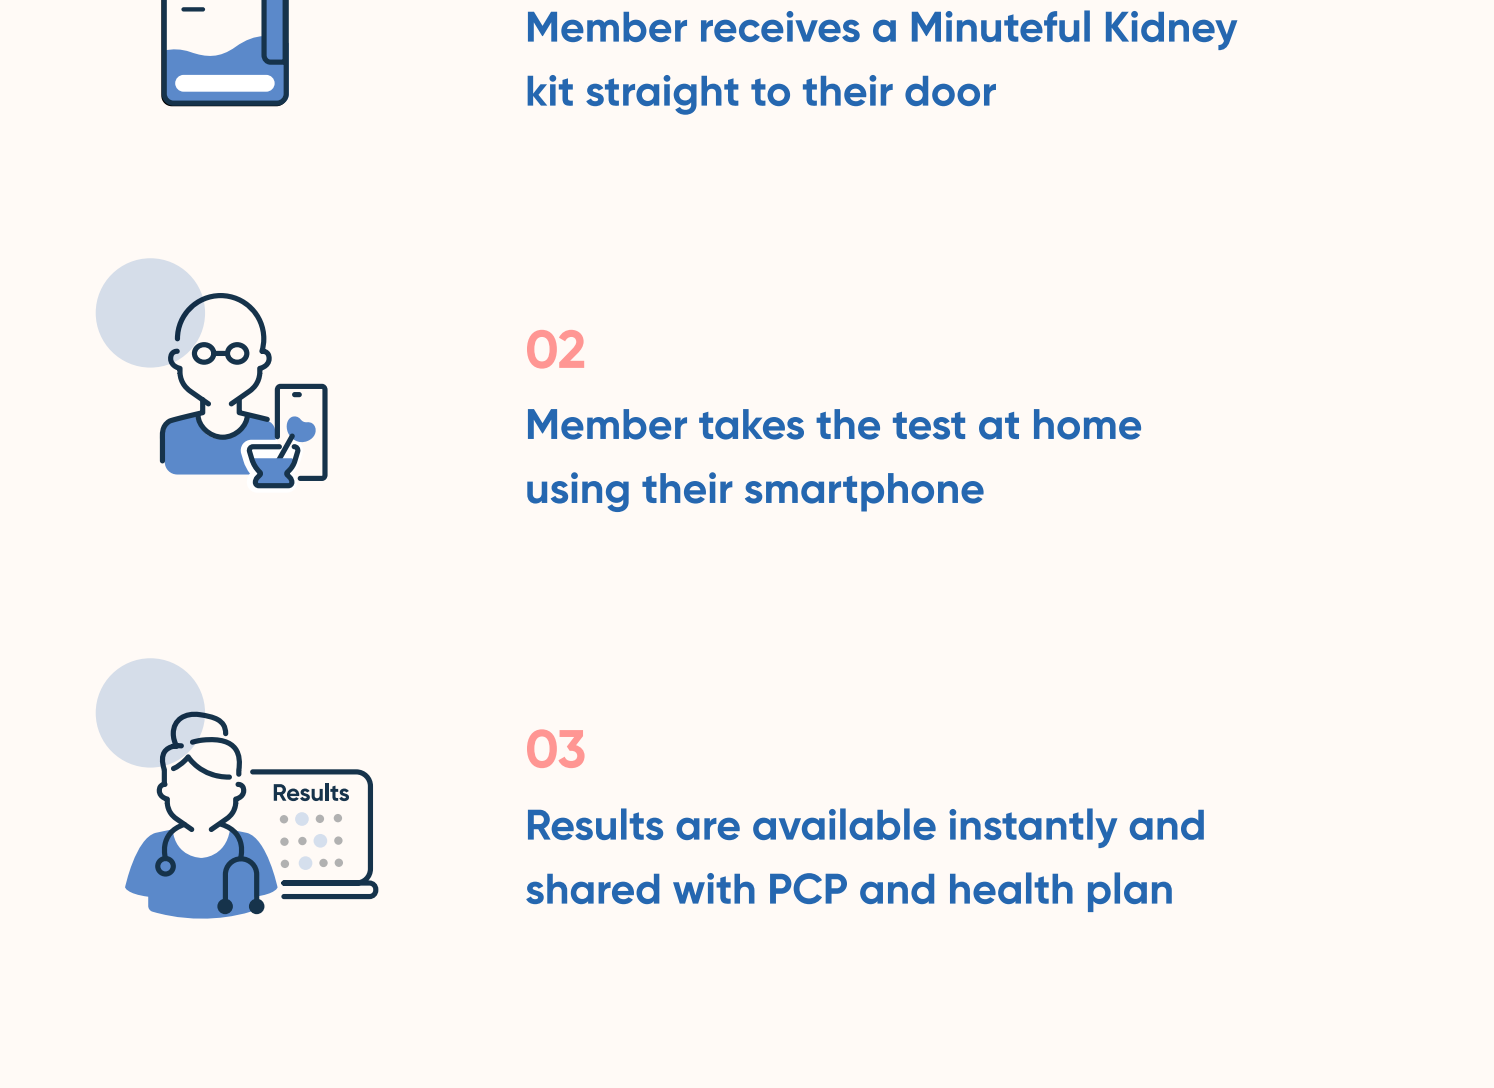 Member receives a Minuteful Kidney
kit straight to their door
02
Member takes the test at home
using their smartphone
03
Results are available instantly and
shared with PCP and health plan
Results